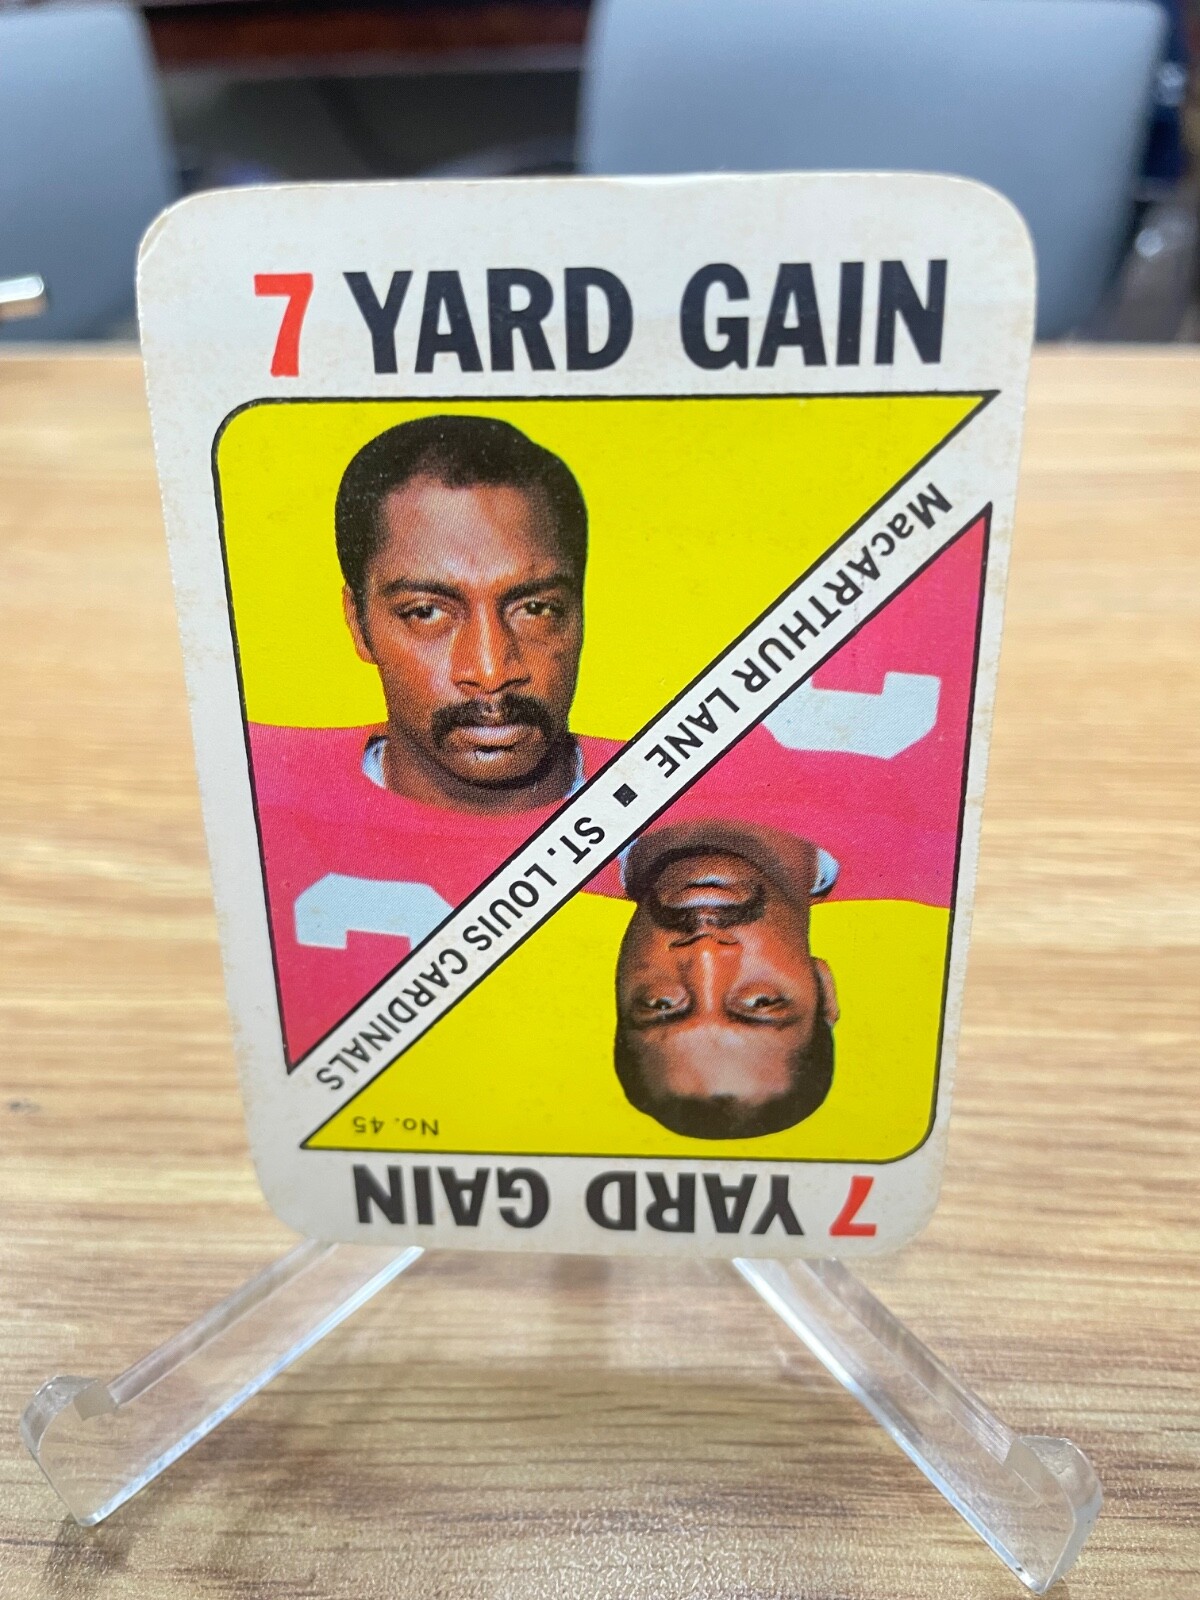 7 YARD GAIN
MacARTHUR LANE ▪ ST. LOUIS CARDINALS
No. 45
7 YARD GAIN